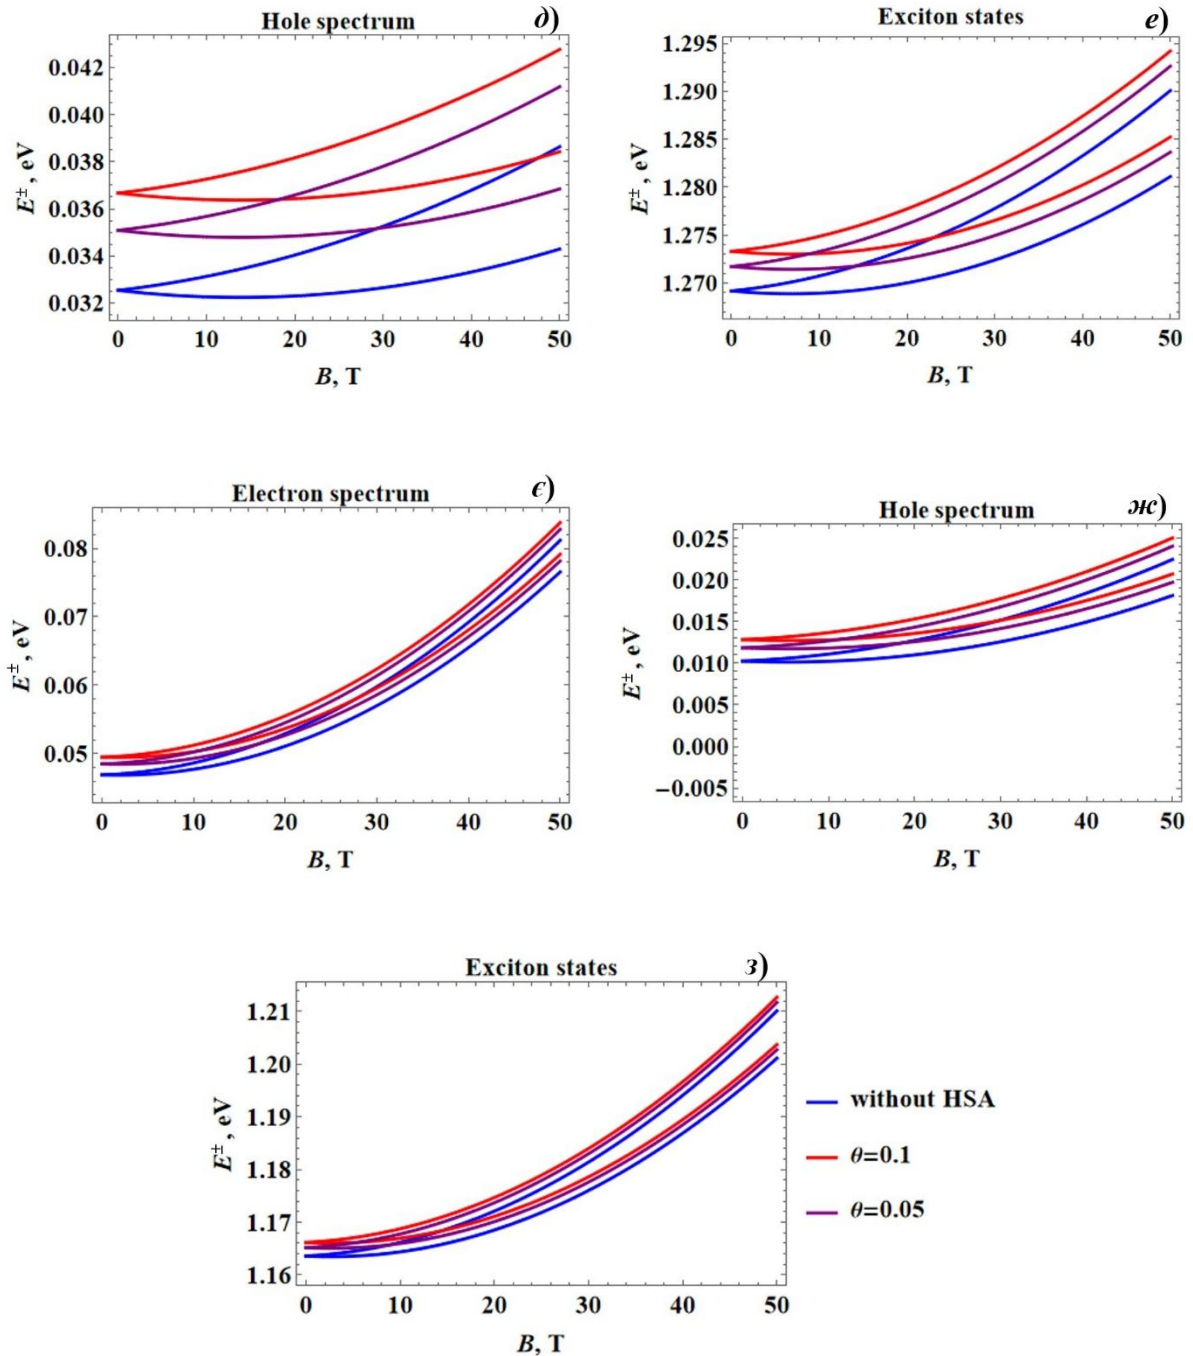 Hole spectrum
д)
0.042
0.040
0.038
0.036
0.034
0.032
E±, eV
0 10 20 30 40 50
B, T
Exciton states
е)
1.295
1.290
1.285
1.280
1.275
1.270
E±, eV
0 10 20 30 40 50
B, T
Electron spectrum
є)
0.08
0.07
0.06
0.05
E±, eV
0 10 20 30 40 50
B, T
Hole spectrum
ж)
0.025
0.020
0.015
0.010
0.005
0.000
−0.005
E±, eV
0 10 20 30 40 50
B, T
Exciton states
з)
1.21
1.20
1.19
1.18
1.17
1.16
E±, eV
0 10 20 30 40 50
B, T
without HSA
θ=0.1
θ=0.05